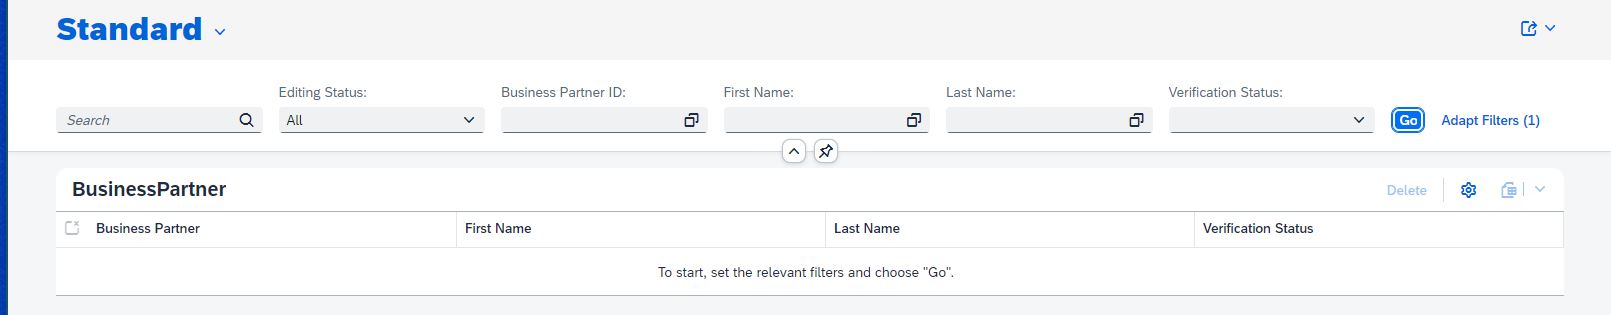 Standard
Editing Status:
Business Partner ID:
First Name:
Last Name:
Verification Status:
Search
All
Go
Adapt Filters (1)
BusinessPartner
Delete
Business Partner
First Name
Last Name
Verification Status
To start, set the relevant filters and choose "Go".